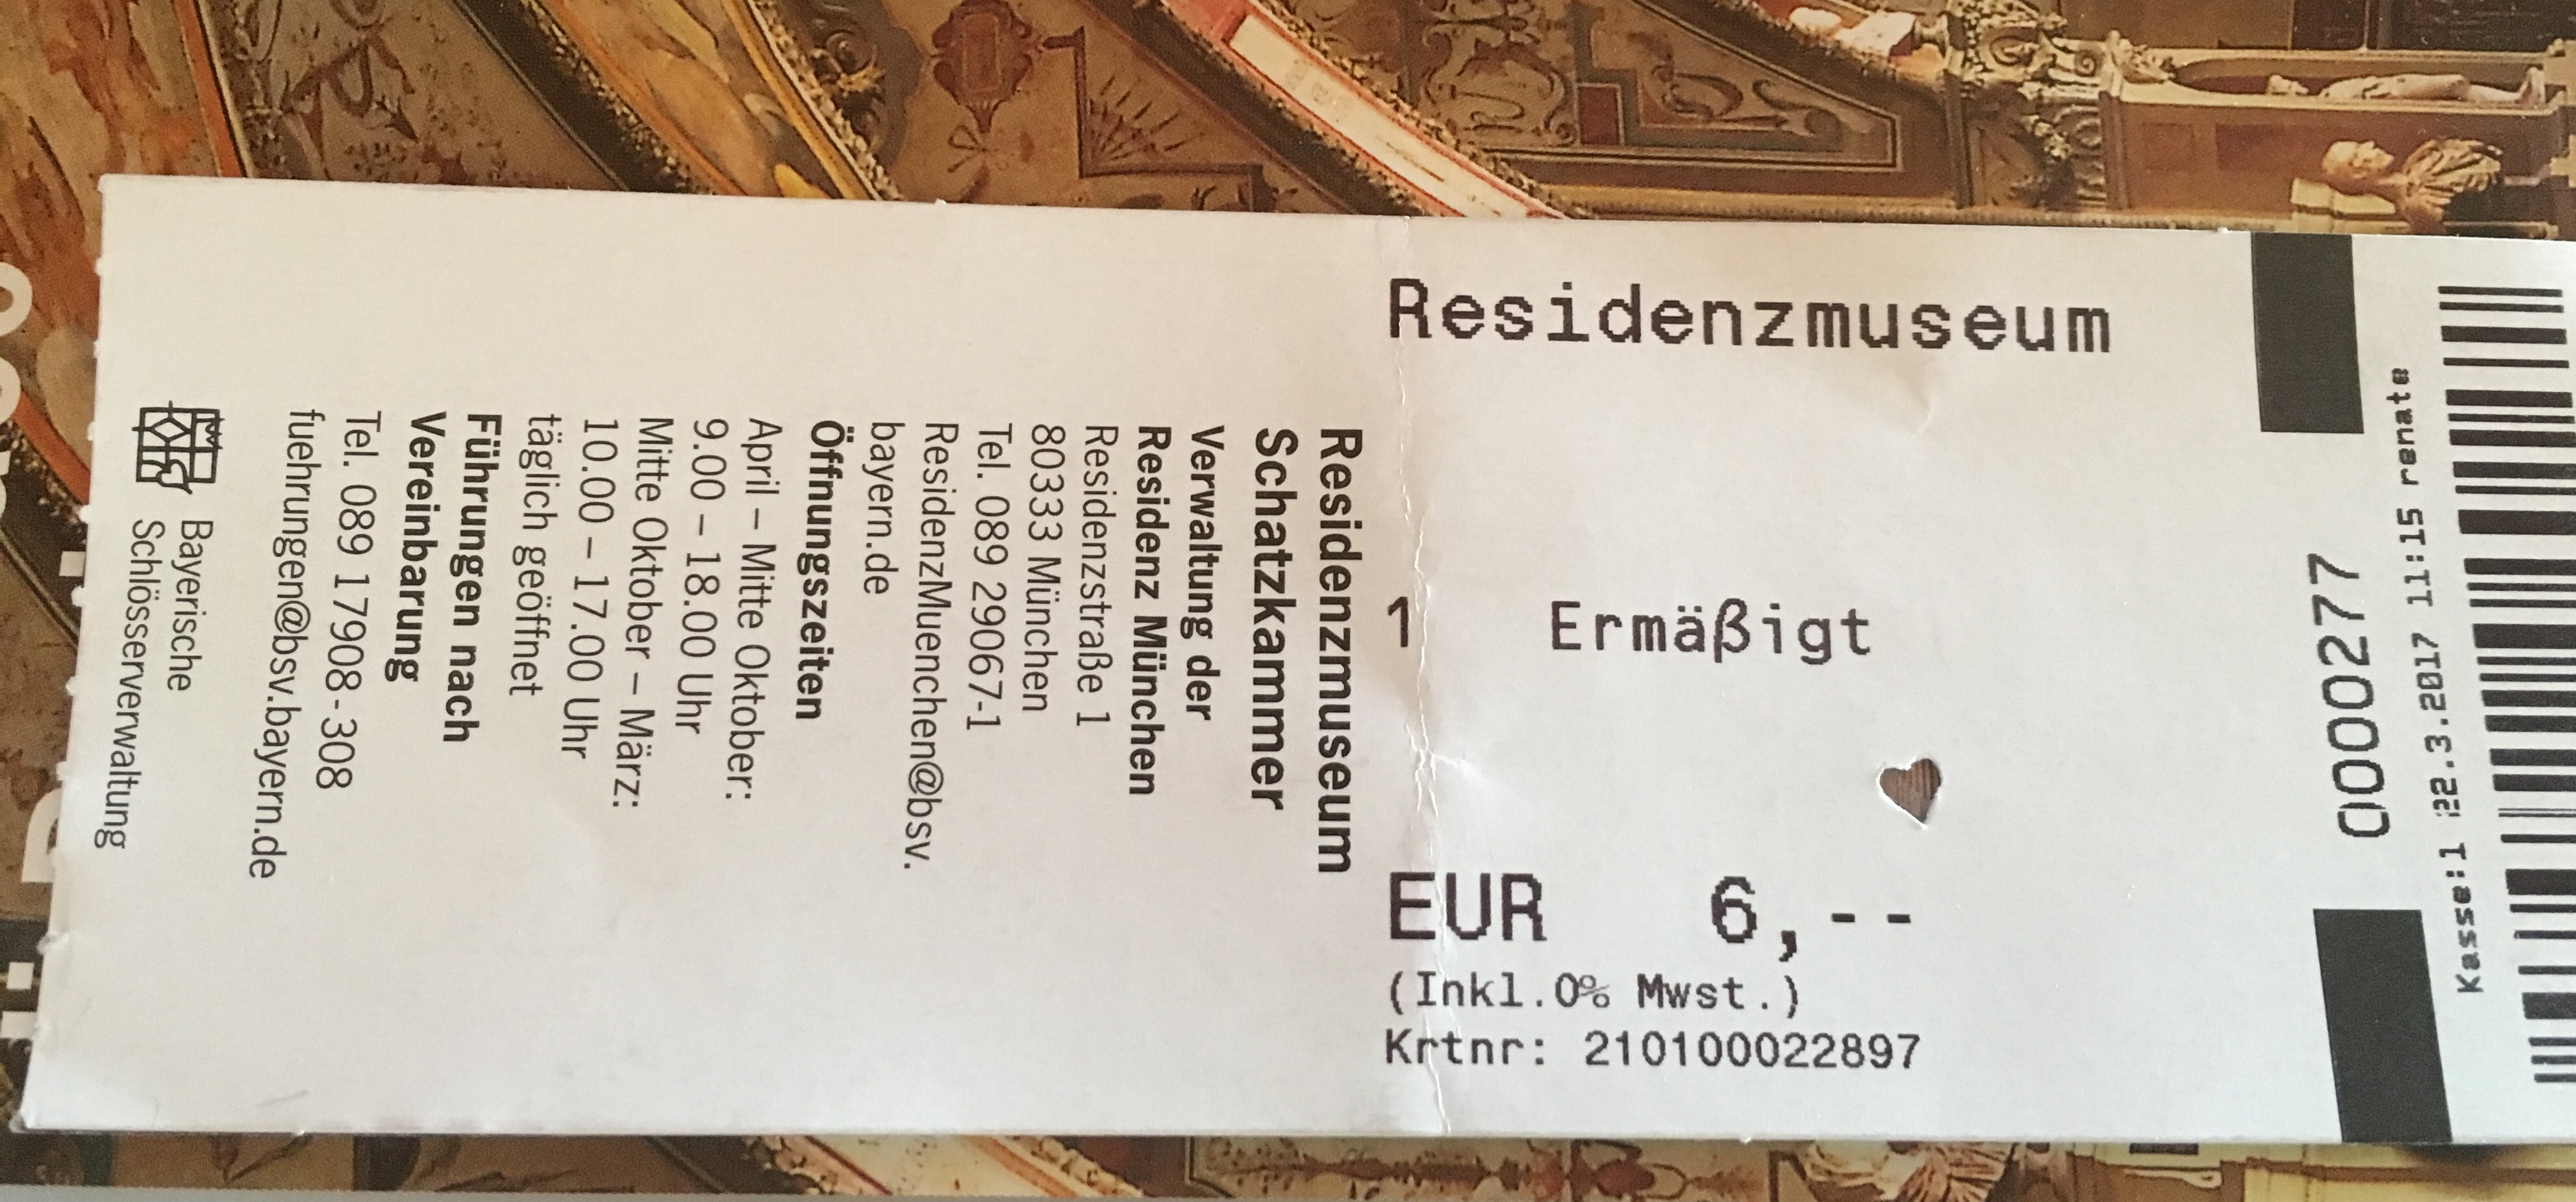 Residenzmuseum
1 Ermäßigt
EUR 6,--
(Inkl.0% Mwst.)
Krtnr: 210100022897
Residenzmuseum
Schatzkammer
Verwaltung der
Residenz München
Residenzstraße 1
80333 München
Tel. 089 29067-1
ResidenzMuenchen@bsv.
bayern.de
Öffnungszeiten
April – Mitte Oktober:
9.00 – 18.00 Uhr
Mitte Oktober – März:
10.00 – 17.00 Uhr
täglich geöffnet
Führungen nach
Vereinbarung
Tel. 089 17908-308
fuehrungen@bsv.bayern.de
Bayerische
Schlösserverwaltung
0000277
Kasse:1 22.3.2017 11:15 renate